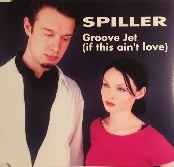 SPILLER
Groove Jet
(if this ain't love)